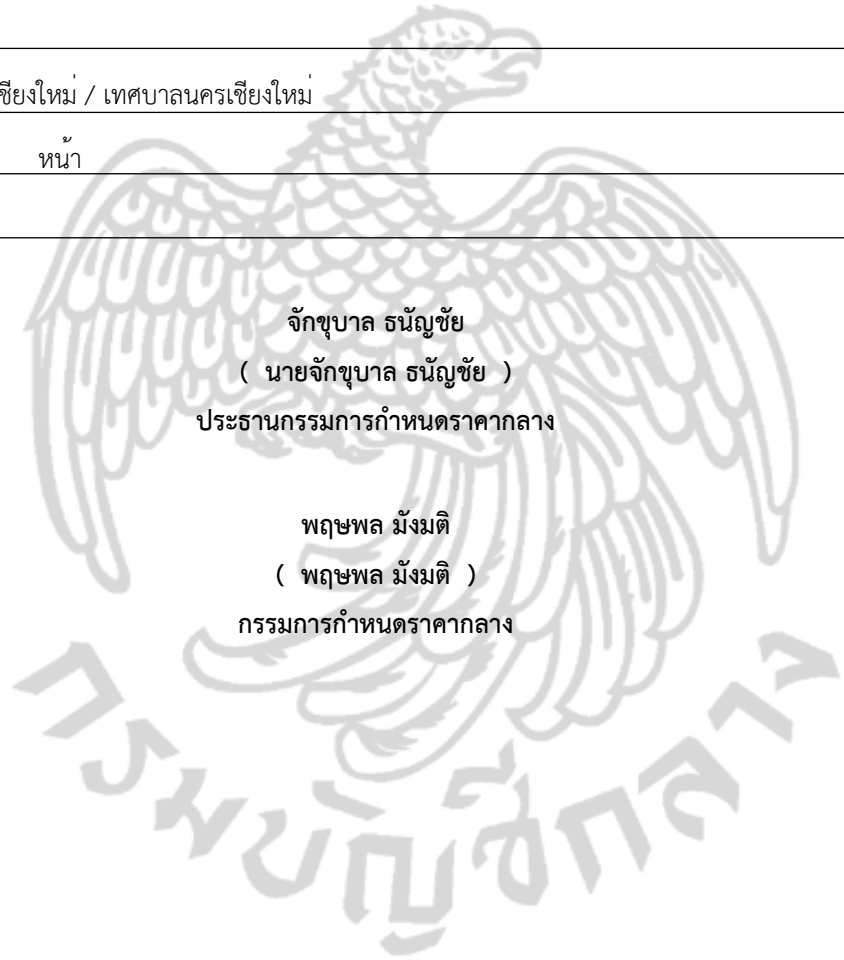 ชียงใหม่ / เทศบาลนครเชียงใหม่
หน้า
จักขุบาล ธนัญชัย
( นายจักขุบาล ธนัญชัย )
ประธานกรรมการกำหนดราคากลาง
พฤษพล มังมติ
( พฤษพล มังมติ )
กรรมการกำหนดราคากลาง
กรมบัญชีกลาง